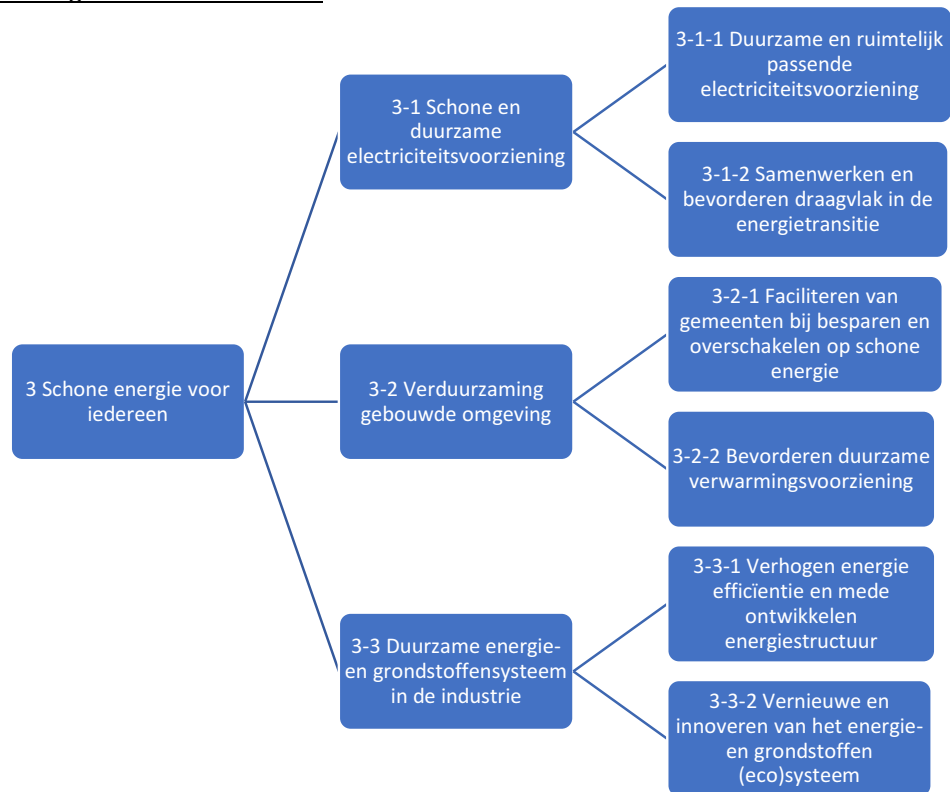 3-1-1 Duurzame en ruimtelijk
passende
electriciteitsvoorziening
3-1 Schone en
duurzame
electriciteitsvoorziening
3-1-2 Samenwerken en
bevorderen draagvlak in de
energietransitie
3-2-1 Faciliteren van
gemeenten bij besparen en
overschakelen op schone
energie
3 Schone energie voor
iedereen
3-2 Verduurzaming
gebouwde omgeving
3-2-2 Bevorderen duurzame
verwarmingsvoorziening
3-3-1 Verhogen energie
efficïentie en mede
ontwikkelen
energiestructuur
3-3 Duurzame energie-
en grondstoffensysteem
in de industrie
3-3-2 Vernieuwe en
innoveren van het energie-
en grondstoffen
(eco)systeem